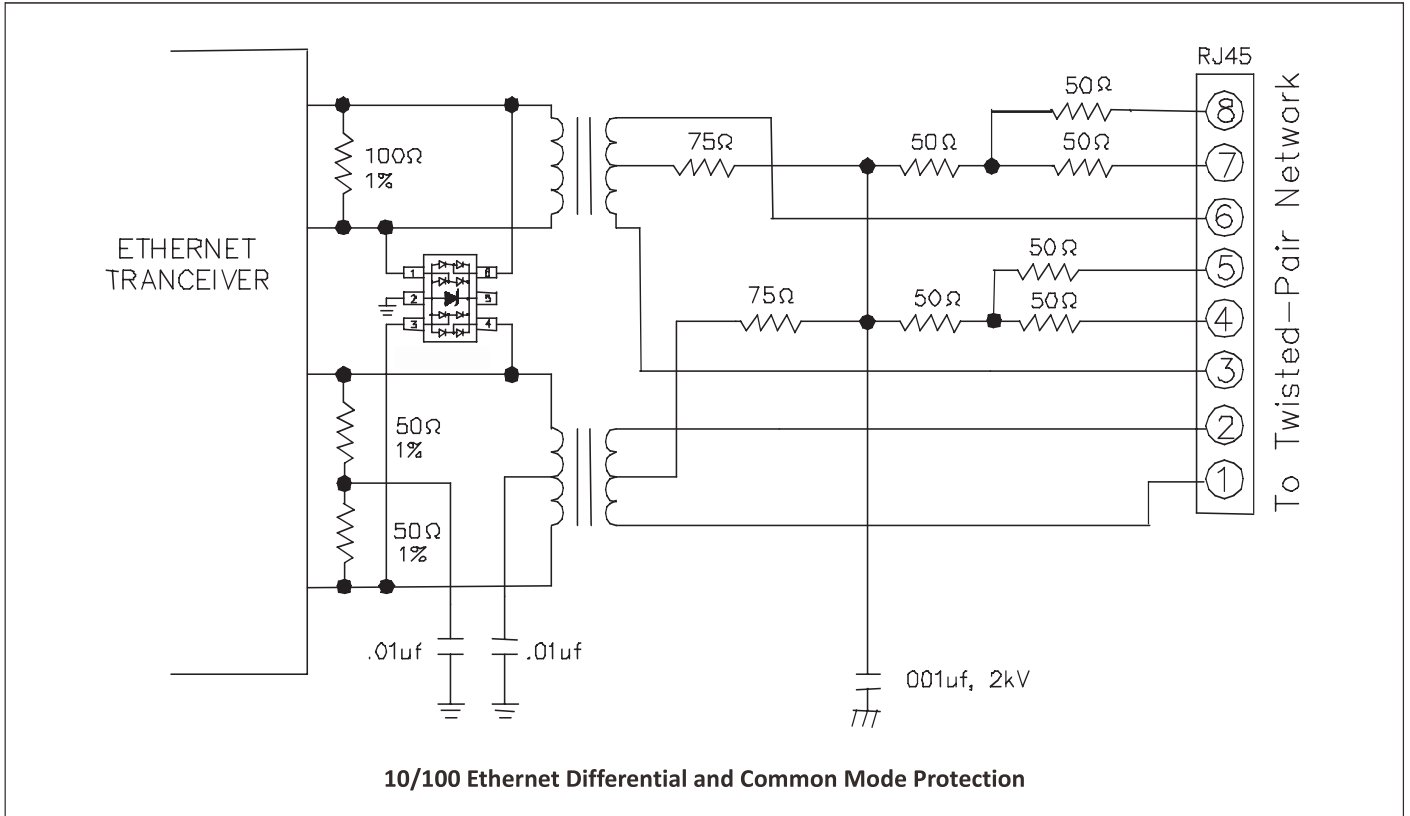 RJ45
50Ω
8
100Ω
1%
75Ω
50Ω
50Ω
7
6
ETHERNET
TRANCEIVER
1
6
2
5
3
4
50Ω
5
75Ω
50Ω
50Ω
4
3
50Ω
1%
2
1
50Ω
1%
To Twisted-Pair Network
.01uf
.01uf
001uf, 2kV
10/100 Ethernet Differential and Common Mode Protection